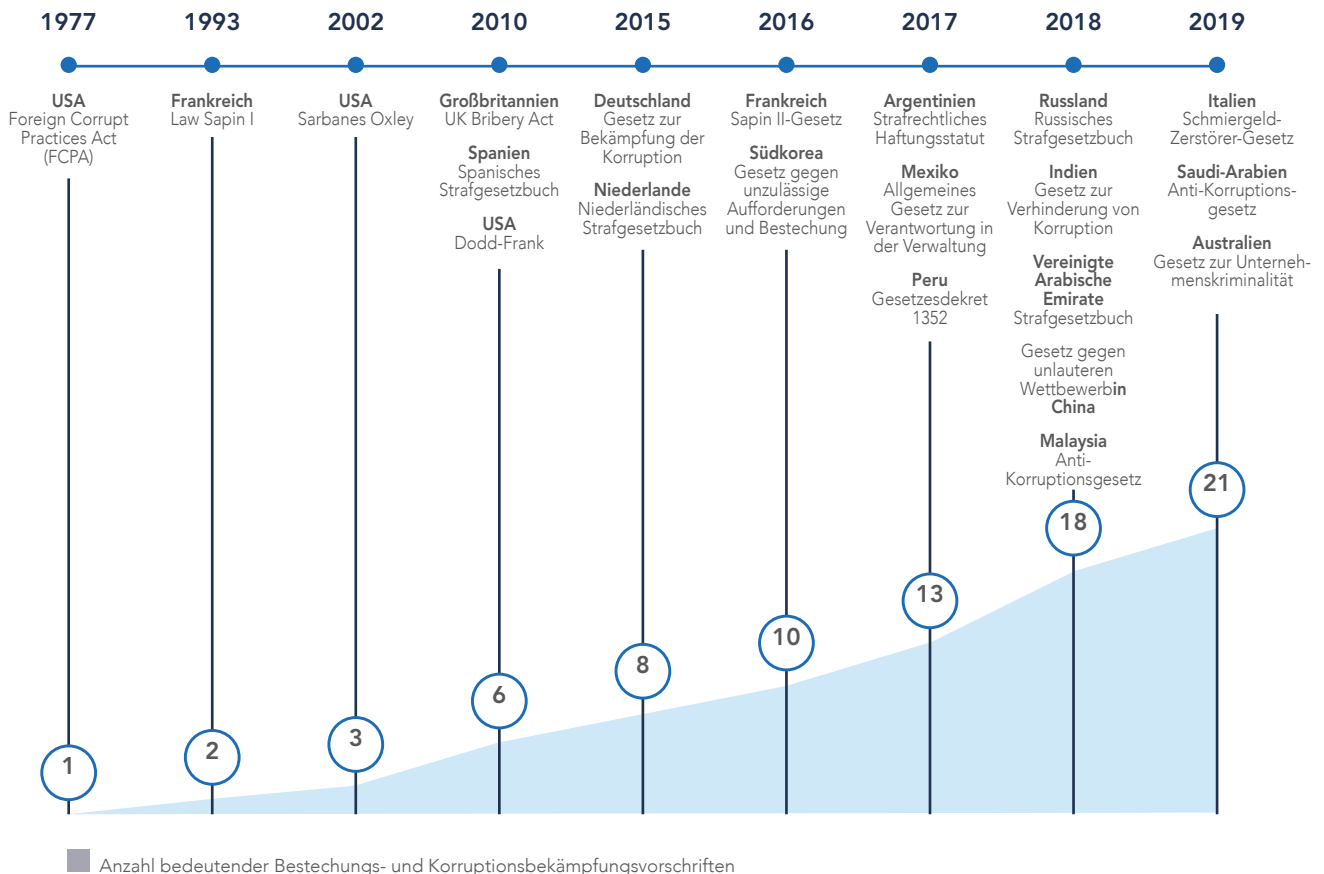 1977
1993
2002
2010
2015
2016
2017
2018
2019
USA
Foreign Corrupt
Practices Act
(FCPA)
Frankreich
Law Sapin I
USA
Sarbanes Oxley
Großbritannien
UK Bribery Act
Spanien
Spanisches
Strafgesetzbuch
USA
Dodd-Frank
Deutschland
Gesetz zur
Bekämpfung der
Korruption
Niederlande
Niederländisches
Strafgesetzbuch
Frankreich
Sapin II-Gesetz
Südkorea
Gesetz gegen
unzulässige
Aufforderungen
und Bestechung
Argentinien
Strafrechtliches
Haftungsstatut
Mexiko
Allgemeines
Gesetz zur
Verantwortung in
der Verwaltung
Peru
Gesetzesdekret
1352
Russland
Russisches
Strafgesetzbuch
Indien
Gesetz zur
Verhinderung von
Korruption
Vereinigte
Arabische
Emirate
Strafgesetzbuch
Gesetz gegen
unlauteren
Wettbewerbin
China
Malaysia
Anti-
Korruptionsgesetz
Italien
Schmiergeld-
Zerstörer-Gesetz
Saudi-Arabien
Anti-Korruptions-
gesetz
Australien
Gesetz zur Unterneh-
menskriminalität
1
2
3
6
8
10
13
18
21
Anzahl bedeutender Bestechungs- und Korruptionsbekämpfungsvorschriften